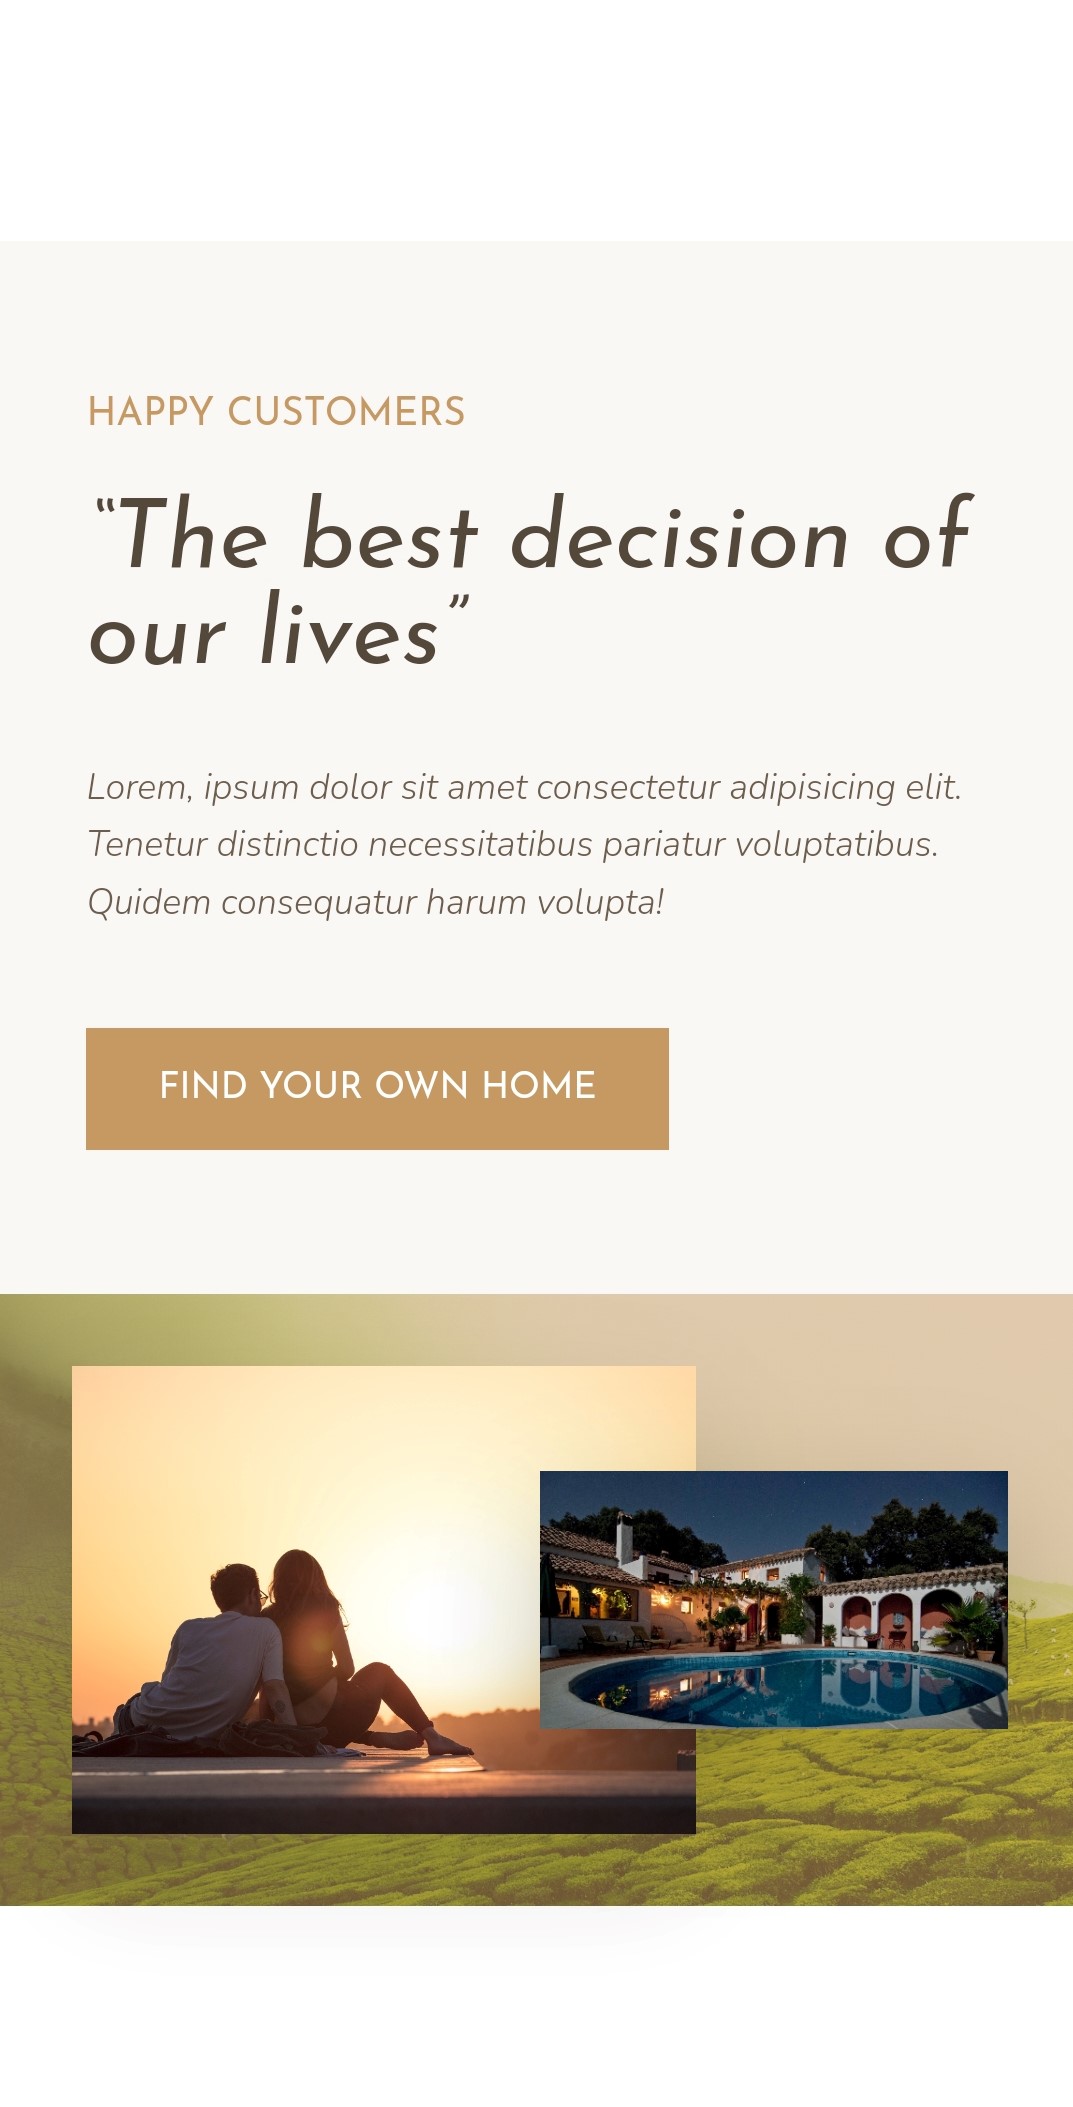 HAPPY CUSTOMERS
“The best decision of
our lives”
Lorem, ipsum dolor sit amet consectetur adipisicing elit.
Tenetur distinctio necessitatibus pariatur voluptatibus.
Quidem consequatur harum volupta!
FIND YOUR OWN HOME